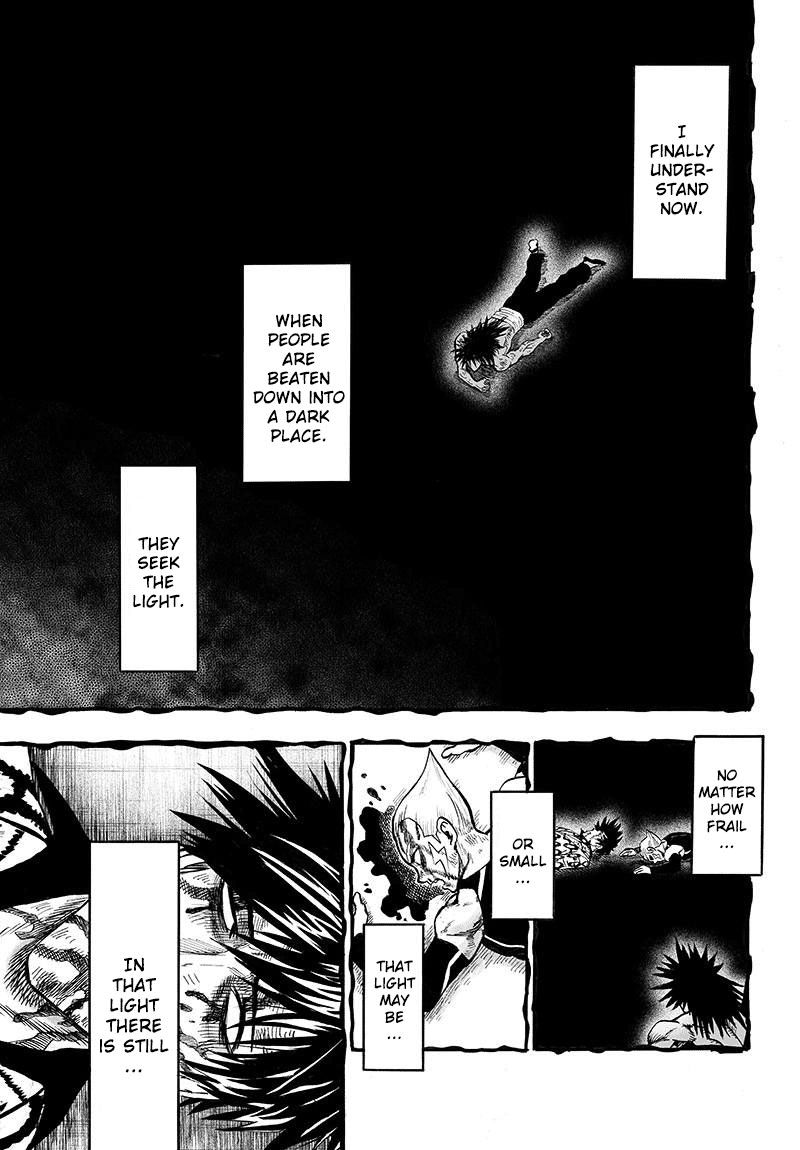 I
FINALLY
UNDER-
STAND
NOW.
WHEN
PEOPLE
ARE
BEATEN
DOWN INTO
A DARK
PLACE.
THEY
SEEK
THE
LIGHT.
NO
MATTER
HOW
FRAIL
...
OR
SMALL
...
THAT
LIGHT
MAY
BE
...
IN
THAT
LIGHT
THERE
IS STILL
...